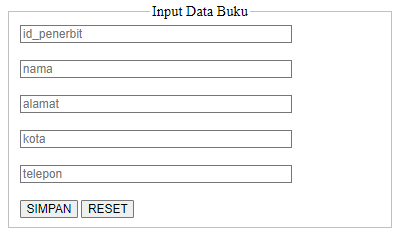 Input Data Buku
id_penerbit
nama
alamat
kota
telepon
SIMPAN RESET